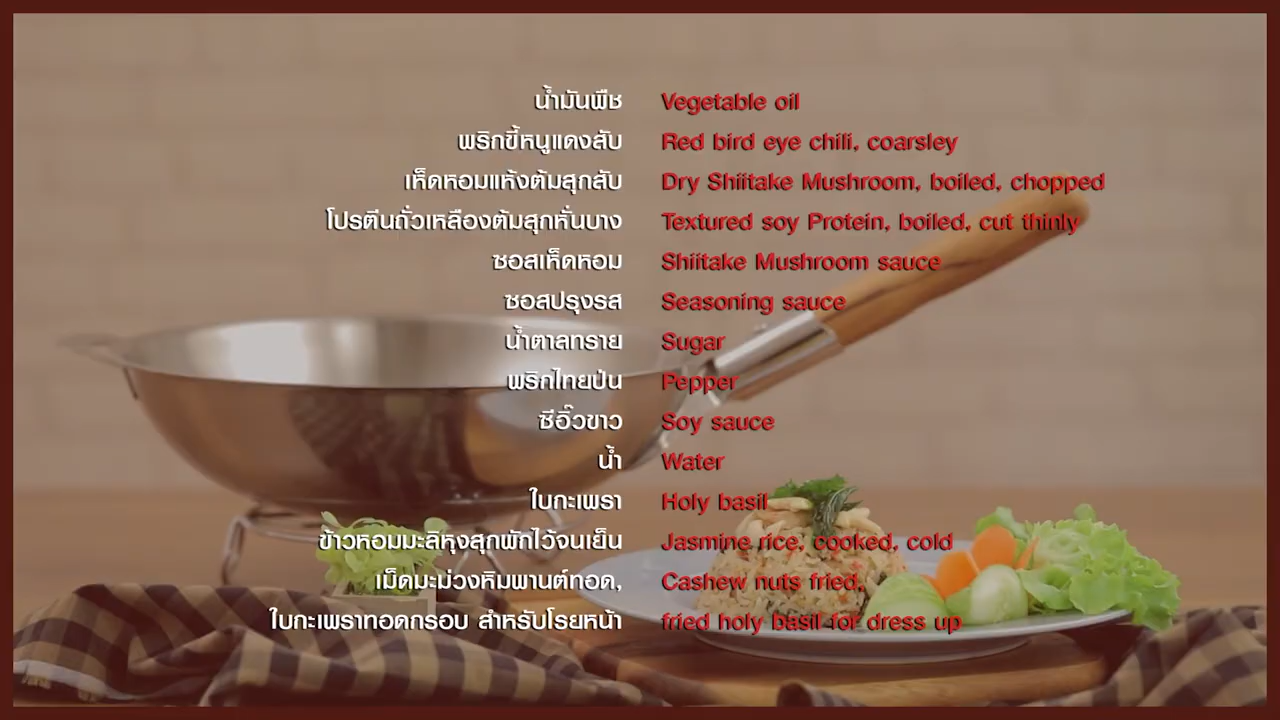 น้ำมันพืช Vegetable oil
พริกขี้หนูแดงสับ Red bird eye chili, coarsley
เห็ดหอมแห้งต้มสุกสับ Dry Shiitake Mushroom, boiled, chopped
โปรตีนถั่วเหลืองต้มสุกหั่นบาง Textured soy Protein, boiled, cut thinly
ซอสเห็ดหอม Shiitake Mushroom sauce
ซอสปรุงรส Seasoning sauce
น้ำตาลทราย Sugar
พริกไทยป่น Pepper
ซีอิ๊วขาว Soy sauce
น้ำ Water
ใบกะเพรา Holy basil
ข้าวหอมมะลิหุงสุกพักไว้จนเย็น Jasmine rice, cooked, cold
เม็ดมะม่วงหิมพานต์ทอด, Cashew nuts fried,
ใบกะเพราทอดกรอบ สำหรับโรยหน้า fried holy basil for dress up